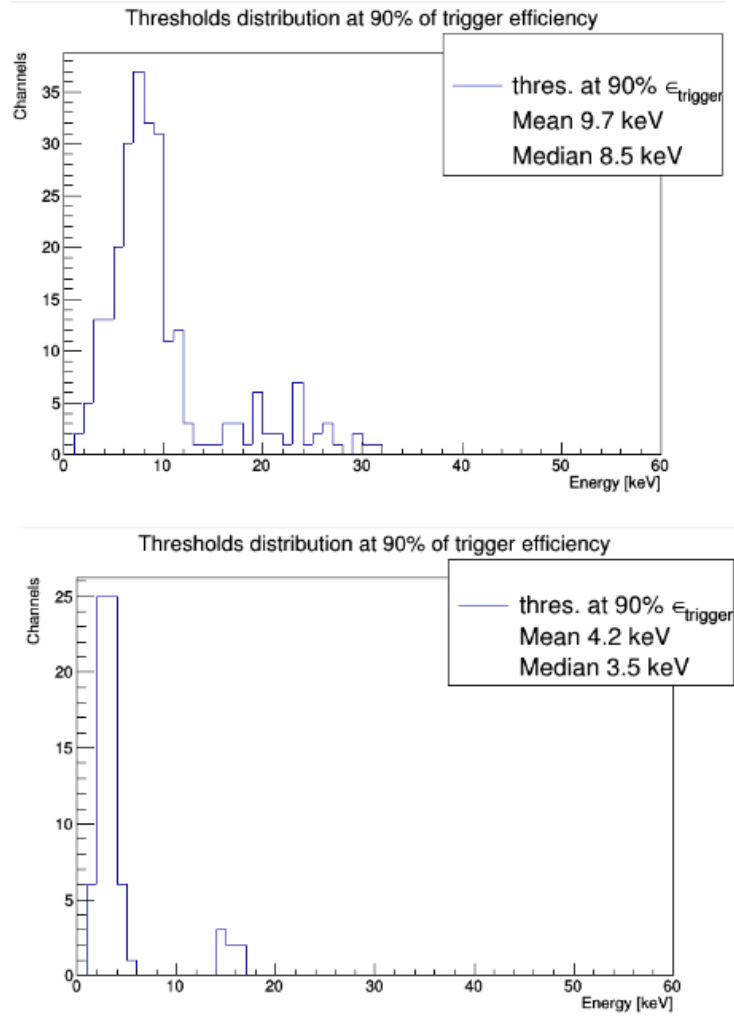 Thresholds distribution at 90% of trigger efficiency
Channels
thres. at 90% ∈trigger
Mean 9.7 keV
Median 8.5 keV
35
30
25
20
15
10
5
0
0 10 20 30 40 50 60
Energy [keV]
Thresholds distribution at 90% of trigger efficiency
Channels
thres. at 90% ∈trigger
Mean 4.2 keV
Median 3.5 keV
25
20
15
10
5
0
0 10 20 30 40 50 60
Energy [keV]